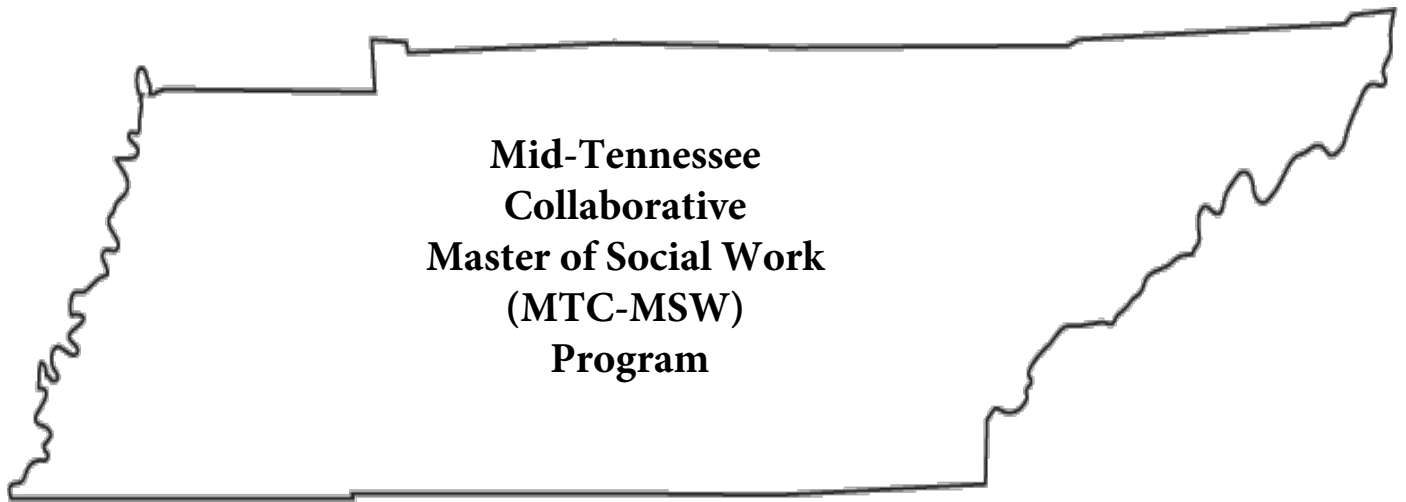 Mid-Tennessee
Collaborative
Master of Social Work
(MTC-MSW)
Program